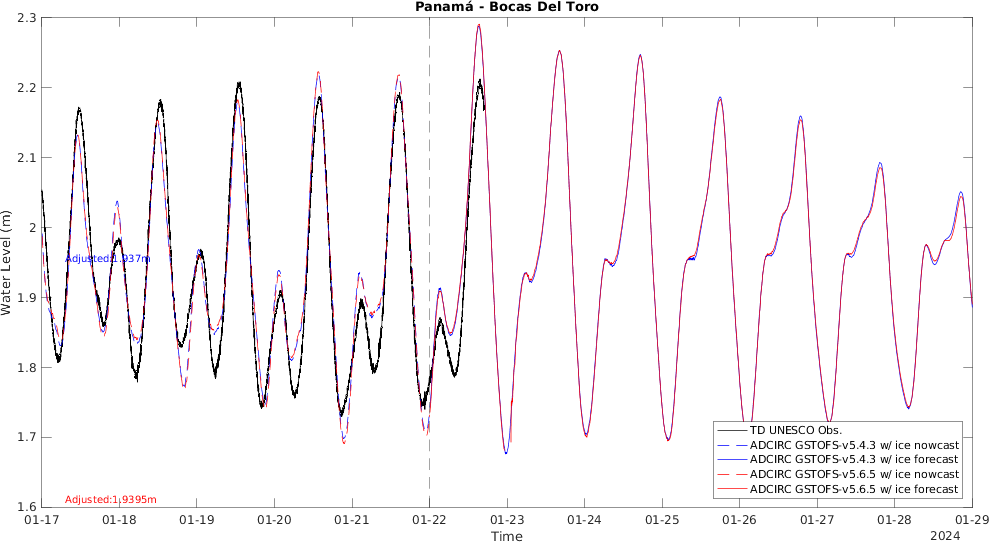 Panamá - Bocas Del Toro
2.3
2.2
2.1
2
1.9
1.8
1.7
1.6
Water Level (m)
Adjusted:1.937m
Adjusted:1.9395m
TD UNESCO Obs.
ADCIRC GSTOFS-v5.4.3 w/ ice nowcast
ADCIRC GSTOFS-v5.4.3 w/ ice forecast
ADCIRC GSTOFS-v5.6.5 w/ ice nowcast
ADCIRC GSTOFS-v5.6.5 w/ ice forecast
01-17 01-18 01-19 01-20 01-21 01-22 01-23 01-24 01-25 01-26 01-27 01-28 01-29
Time
2024